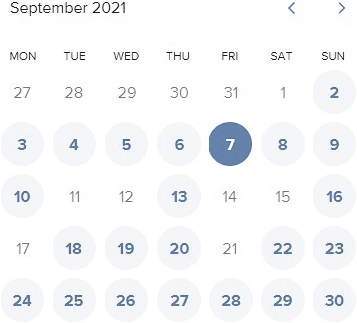 September 2021
MON TUE WED THU FRI SAT SUN
27 28 29 30 31 1 2
3 4 5 6 7 8 9
10 11 12 13 14 15 16
17 18 19 20 21 22 23
24 25 26 27 28 29 30